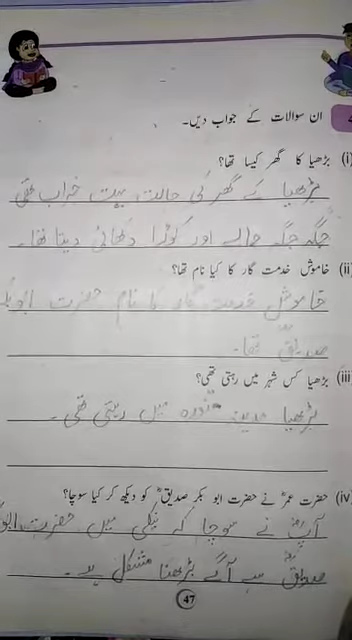 ان سوالات کے جواب دیں۔
(i) بڑھیا کا گھر کیسا تھا؟
بڑھیا کے گھر کی حالت بہت خراب تھی
جگہ جگہ جالے اور کوڑا دکھائی دیتا تھا۔
(ii) خاموش خدمت گار کا کیا نام تھا؟
خاموش خدمت گار کا نام حضرت ابوبکر
صدیقؓ تھا۔
(iii) بڑھیا کس شہر میں رہتی تھی؟
بڑھیا مدینہ منورہ میں رہتی تھی۔
(iv) حضرت عمرؓ نے حضرت ابو بکر صدیقؓ کو دیکھ کر کیا سوچا؟
آپؓ نے سوچا کہ نیکی میں حضرت ابو
صدیقؓ سے آگے بڑھنا مشکل ہے۔
47